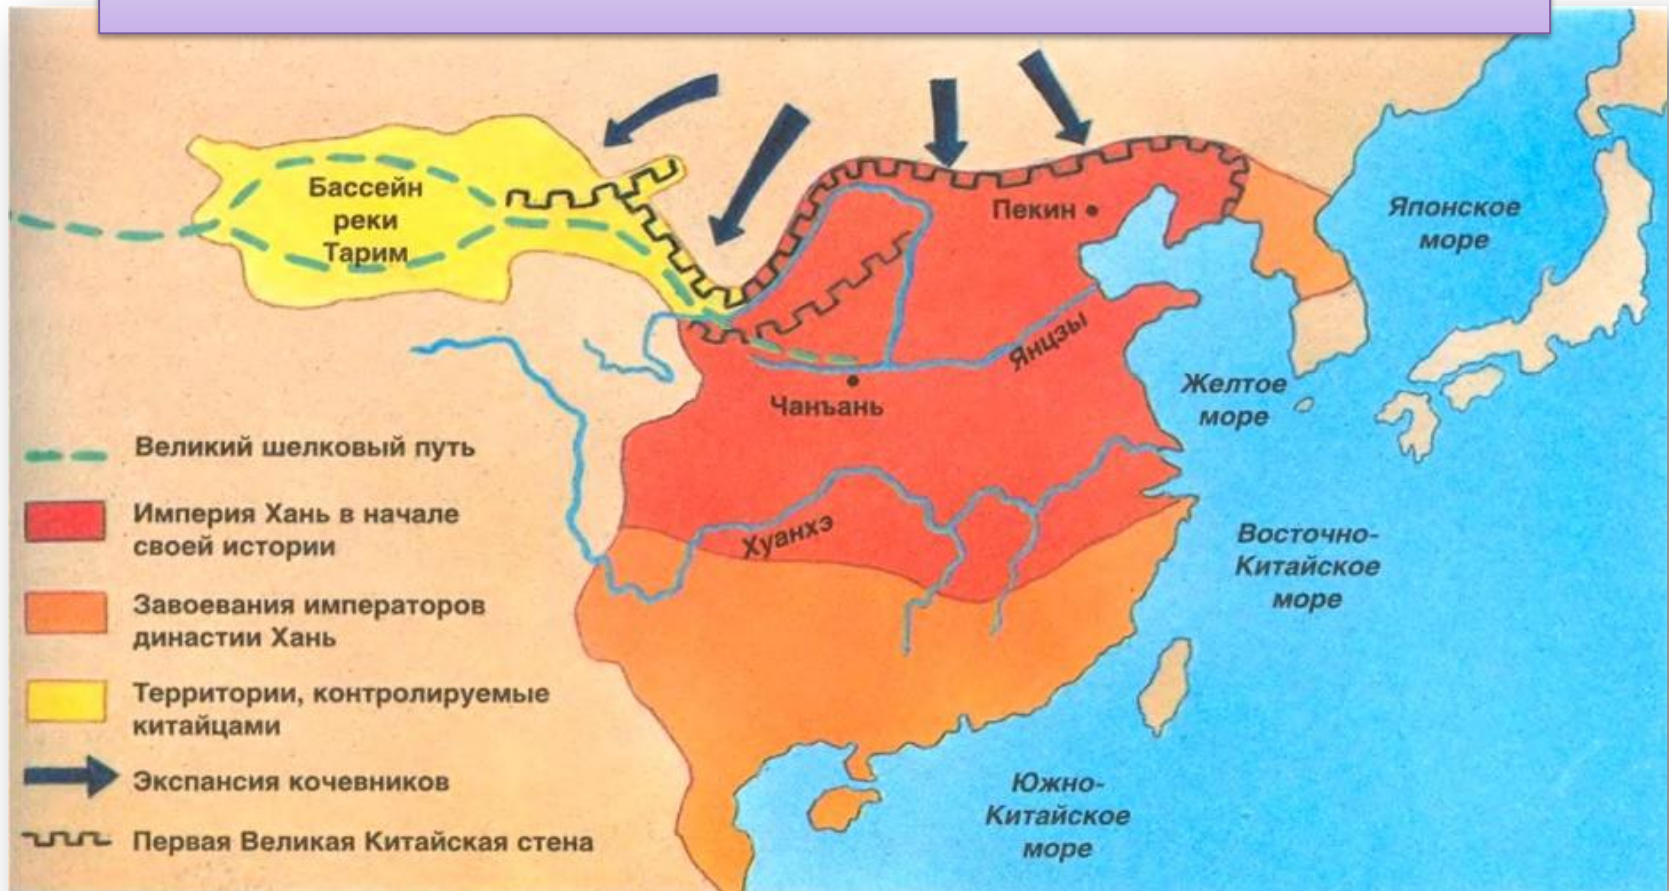 Бассейн
реки
Тарим
Пекин
Японское
море
Янцзы
Чанъань
Желтое
море
Хуанхэ
Восточно-
Китайское
море
Южно-
Китайское
море
Великий шелковый путь
Империя Хань в начале
своей истории
Завоевания императоров
династии Хань
Территории, контролируемые
китайцами
Экспансия кочевников
Первая Великая Китайская стена